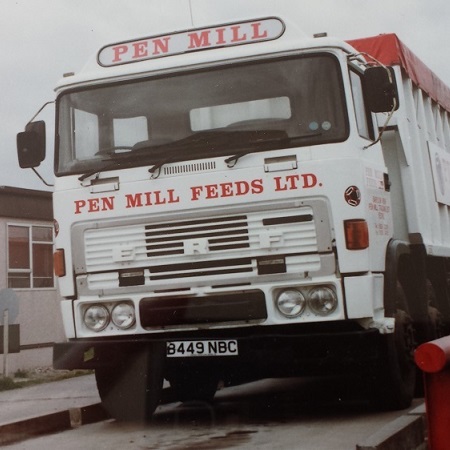 PEN MILL
PEN MILL FEEDS LTD.
ERF
B449 NBC